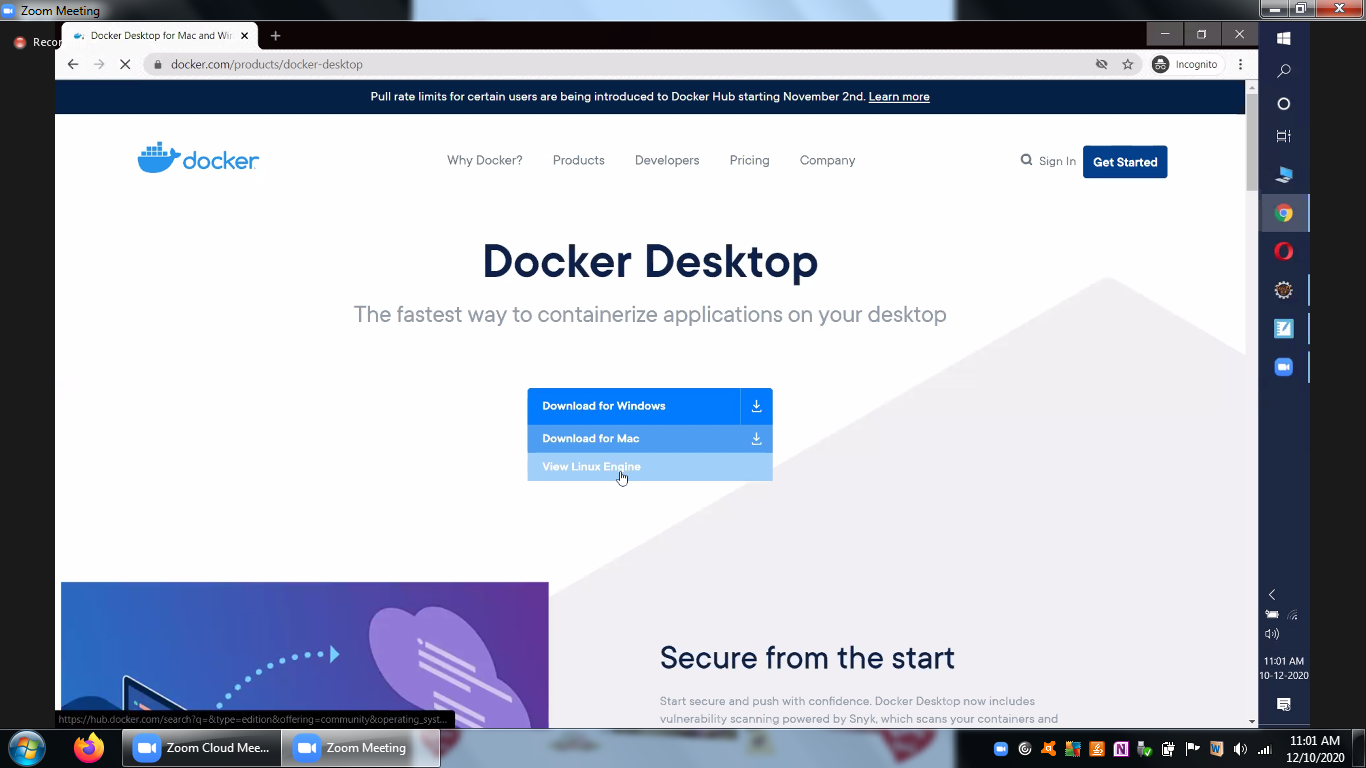 Zoom Meeting
Recor
Docker Desktop for Mac and Wi
docker.com/products/docker-desktop
Incognito
Pull rate limits for certain users are being introduced to Docker Hub starting November 2nd. Learn more
docker
Why Docker? Products Developers Pricing Company
Sign In
Get Started
Docker Desktop
The fastest way to containerize applications on your desktop
Download for Windows
Download for Mac
View Linux Engine
Secure from the start
Start secure and push with confidence. Docker Desktop now includes
vulnerability scanning powered by Snyk, which scans your containers and
11:01 AM
10-12-2020
https://hub.docker.com/search?q=&type=edition&offering=community&operating_syst...
Zoom Cloud Mee...
Zoom Meeting
11:01 AM
12/10/2020